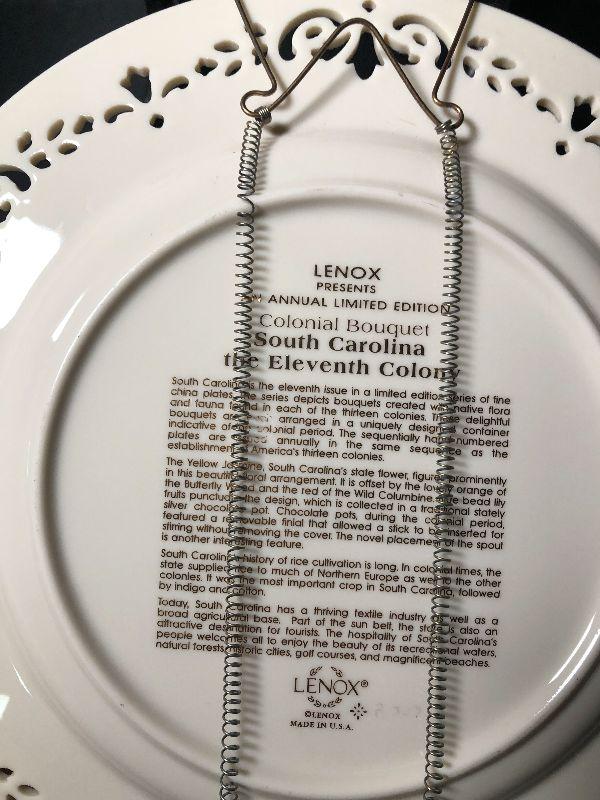 LENOX
PRESENTS
ANNUAL LIMITED EDITION
Colonial Bouquet
South Carolina
the Eleventh Colony
South Carolina is the eleventh issue in a limited edition series of fine
china plates. The series depicts bouquets created with native flora
and fauna found in each of the thirteen colonies. These delightful
bouquets are arranged in a uniquely design container
indicative of the colonial period. The sequentially hand numbered
plates are issued annually in the same sequence as the
establishment of America's thirteen colonies.
The Yellow Jasmine, South Carolina's state flower, figures prominently
in this beautiful floral arrangement. It is offset by the lovely orange of
the Butterfly Weed and the red of the Wild Columbine. Blue bead lily
fruits punctuate the design, which is collected in a traditional stately
silver chocolate pot. Chocolate pots, during the colonial period,
featured a removable finial that allowed a stick to be inserted for
stirring without removing the cover. The novel placement of the spout
is another interesting feature.
South Carolina's history of rice cultivation is long. In colonial times, the
state supplied rice to much of Northern Europe as well to the other
colonies. It was the most important crop in South Carolina, followed
by indigo and cotton.
Today, South Carolina has a thriving textile industry as well as a
broad agricultural base. Part of the sun belt, the state is also an
attractive destination for tourists. The hospitality of South Carolina's
people welcomes all to enjoy the beauty of its recreational waters,
natural forests, historic cities, golf courses, and magnificent beaches.
LENOX®
©LENOX
MADE IN U.S.A.